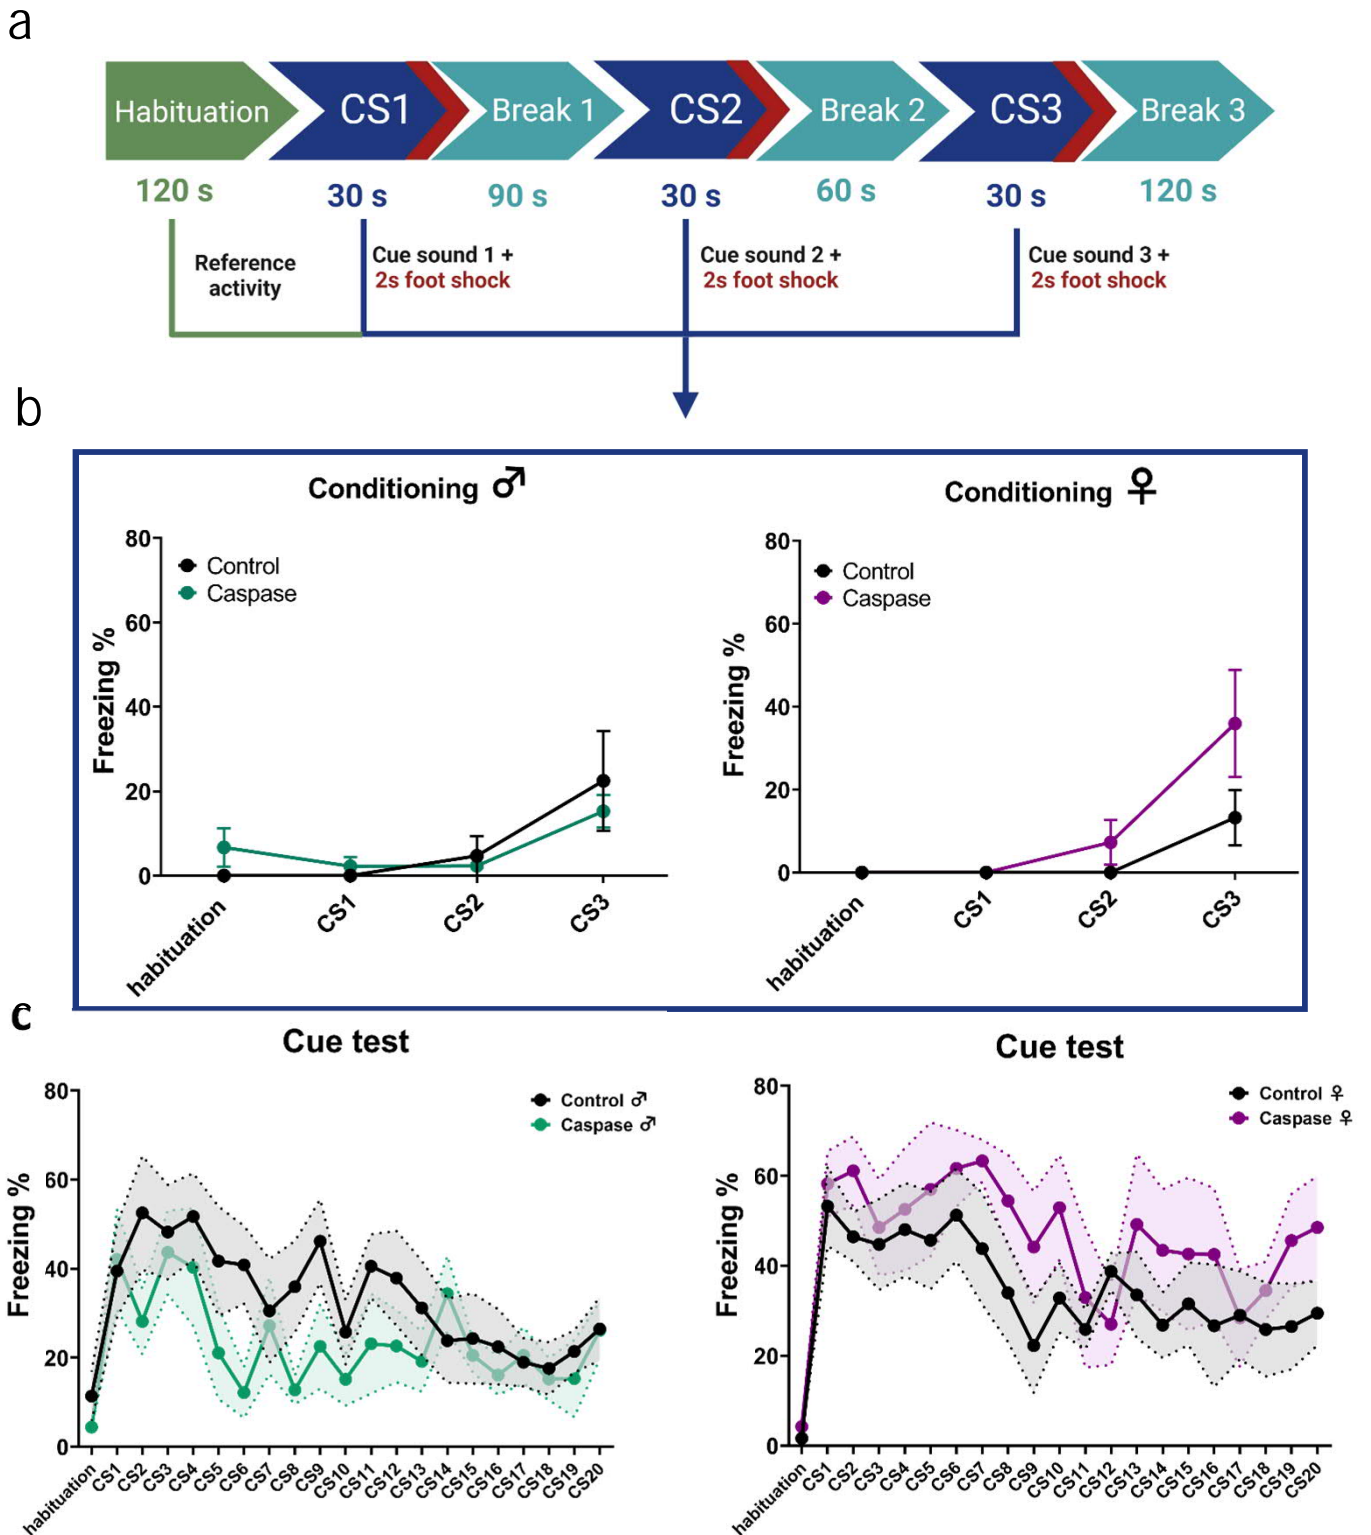 a
Habituation
CS1
Break 1
CS2
Break 2
CS3
Break 3
120 s
30 s
90 s
30 s
60 s
30 s
120 s
Reference
activity
Cue sound 1 +
2s foot shock
Cue sound 2 +
2s foot shock
Cue sound 3 +
2s foot shock
b
Conditioning ♂
80
60
40
20
0
Freezing %
Control
Caspase
habituation
CS1
CS2
CS3
Conditioning ♀
80
60
40
20
0
Freezing %
Control
Caspase
habituation
CS1
CS2
CS3
c
Cue test
80
60
40
20
0
Freezing %
Control ♂
Caspase ♂
habituation
CS1
CS2
CS3
CS4
CS5
CS6
CS7
CS8
CS9
CS10
CS11
CS12
CS13
CS14
CS15
CS16
CS17
CS18
CS19
CS20
Cue test
80
60
40
20
0
Freezing %
Control ♀
Caspase ♀
habituation
CS1
CS2
CS3
CS4
CS5
CS6
CS7
CS8
CS9
CS10
CS11
CS12
CS13
CS14
CS15
CS16
CS17
CS18
CS19
CS20